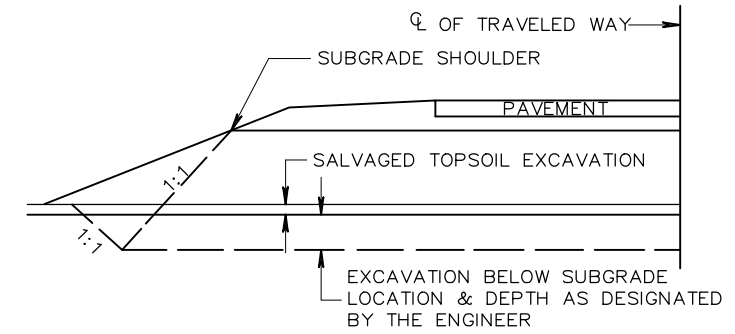 ℄ OF TRAVELED WAY
SUBGRADE SHOULDER
PAVEMENT
SALVAGED TOPSOIL EXCAVATION
1:1
1:1
EXCAVATION BELOW SUBGRADE
LOCATION & DEPTH AS DESIGNATED
BY THE ENGINEER